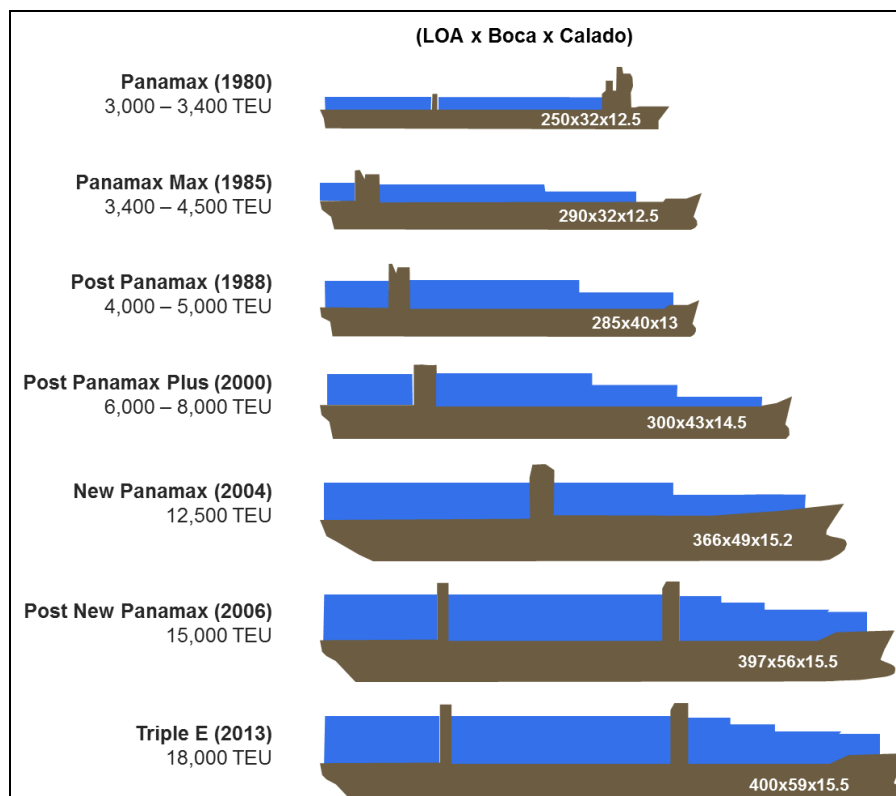 (LOA x Boca x Calado)
Panamax (1980)
3,000 – 3,400 TEU
250x32x12.5
Panamax Max (1985)
3,400 – 4,500 TEU
290x32x12.5
Post Panamax (1988)
4,000 – 5,000 TEU
285x40x13
Post Panamax Plus (2000)
6,000 – 8,000 TEU
300x43x14.5
New Panamax (2004)
12,500 TEU
366x49x15.2
Post New Panamax (2006)
15,000 TEU
397x56x15.5
Triple E (2013)
18,000 TEU
400x59x15.5